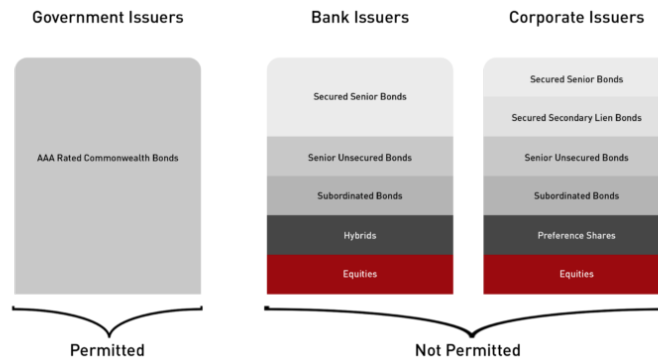 Government Issuers
Bank Issuers
Corporate Issuers
AAA Rated Commonwealth Bonds
Secured Senior Bonds
Senior Unsecured Bonds
Subordinated Bonds
Hybrids
Equities
Secured Senior Bonds
Secured Secondary Lien Bonds
Senior Unsecured Bonds
Subordinated Bonds
Preference Shares
Equities
Permitted
Not Permitted